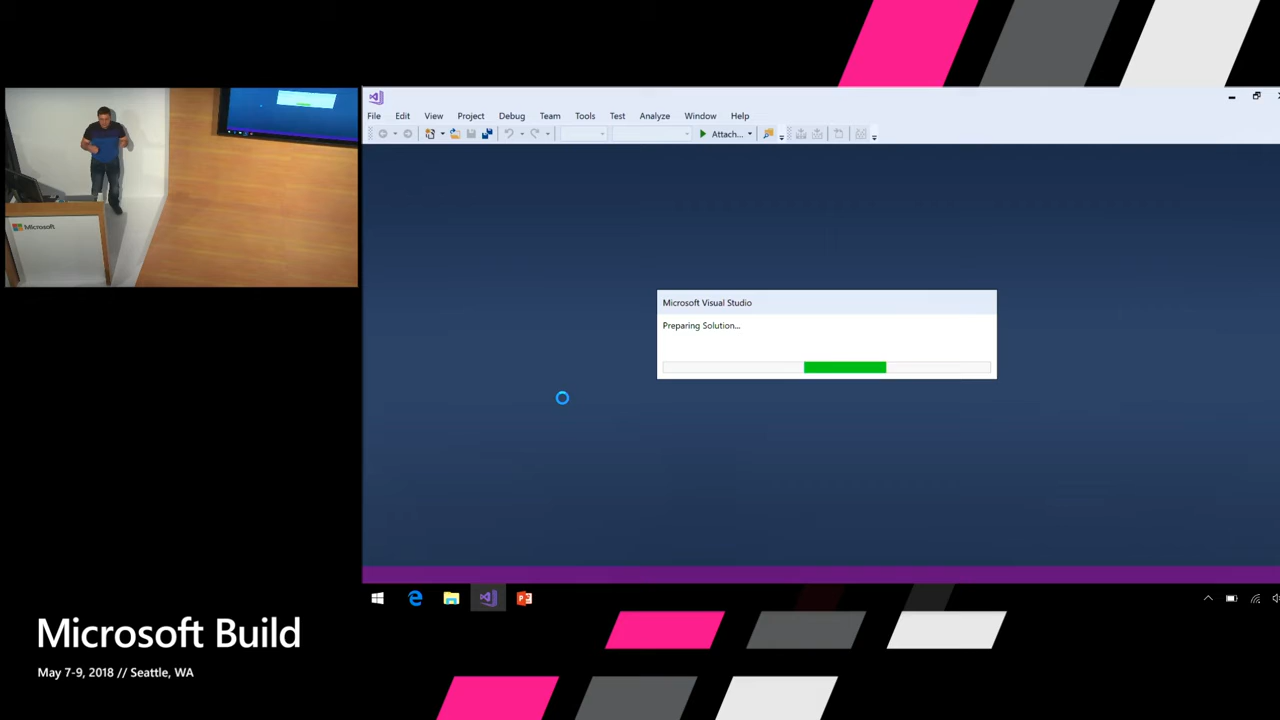 Microsoft
File Edit View Project Debug Team Tools Test Analyze Window Help
Attach...
Microsoft Visual Studio
Preparing Solution...
Microsoft Build
May 7-9, 2018 // Seattle, WA